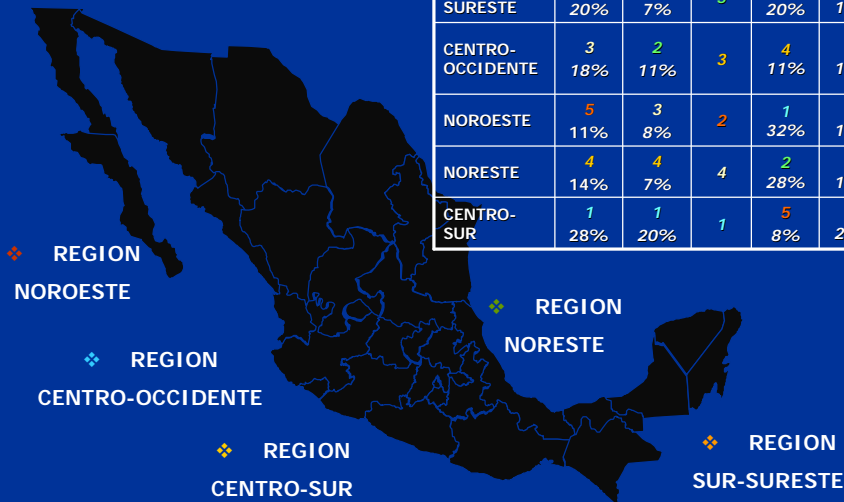 SURESTE 20% 7% 20%
CENTRO- 3 2 3 4
OCCIDENTE 18% 11% 11%
NOROESTE 5 3 2 1
11% 8% 32%
NORESTE 4 4 4 2
14% 7% 28%
CENTRO- 1 1 1 5
SUR 28% 20% 8%
❖ REGION
NOROESTE
❖ REGION
NORESTE
❖ REGION
CENTRO-OCCIDENTE
❖ REGION
CENTRO-SUR
❖ REGION
SUR-SURESTE